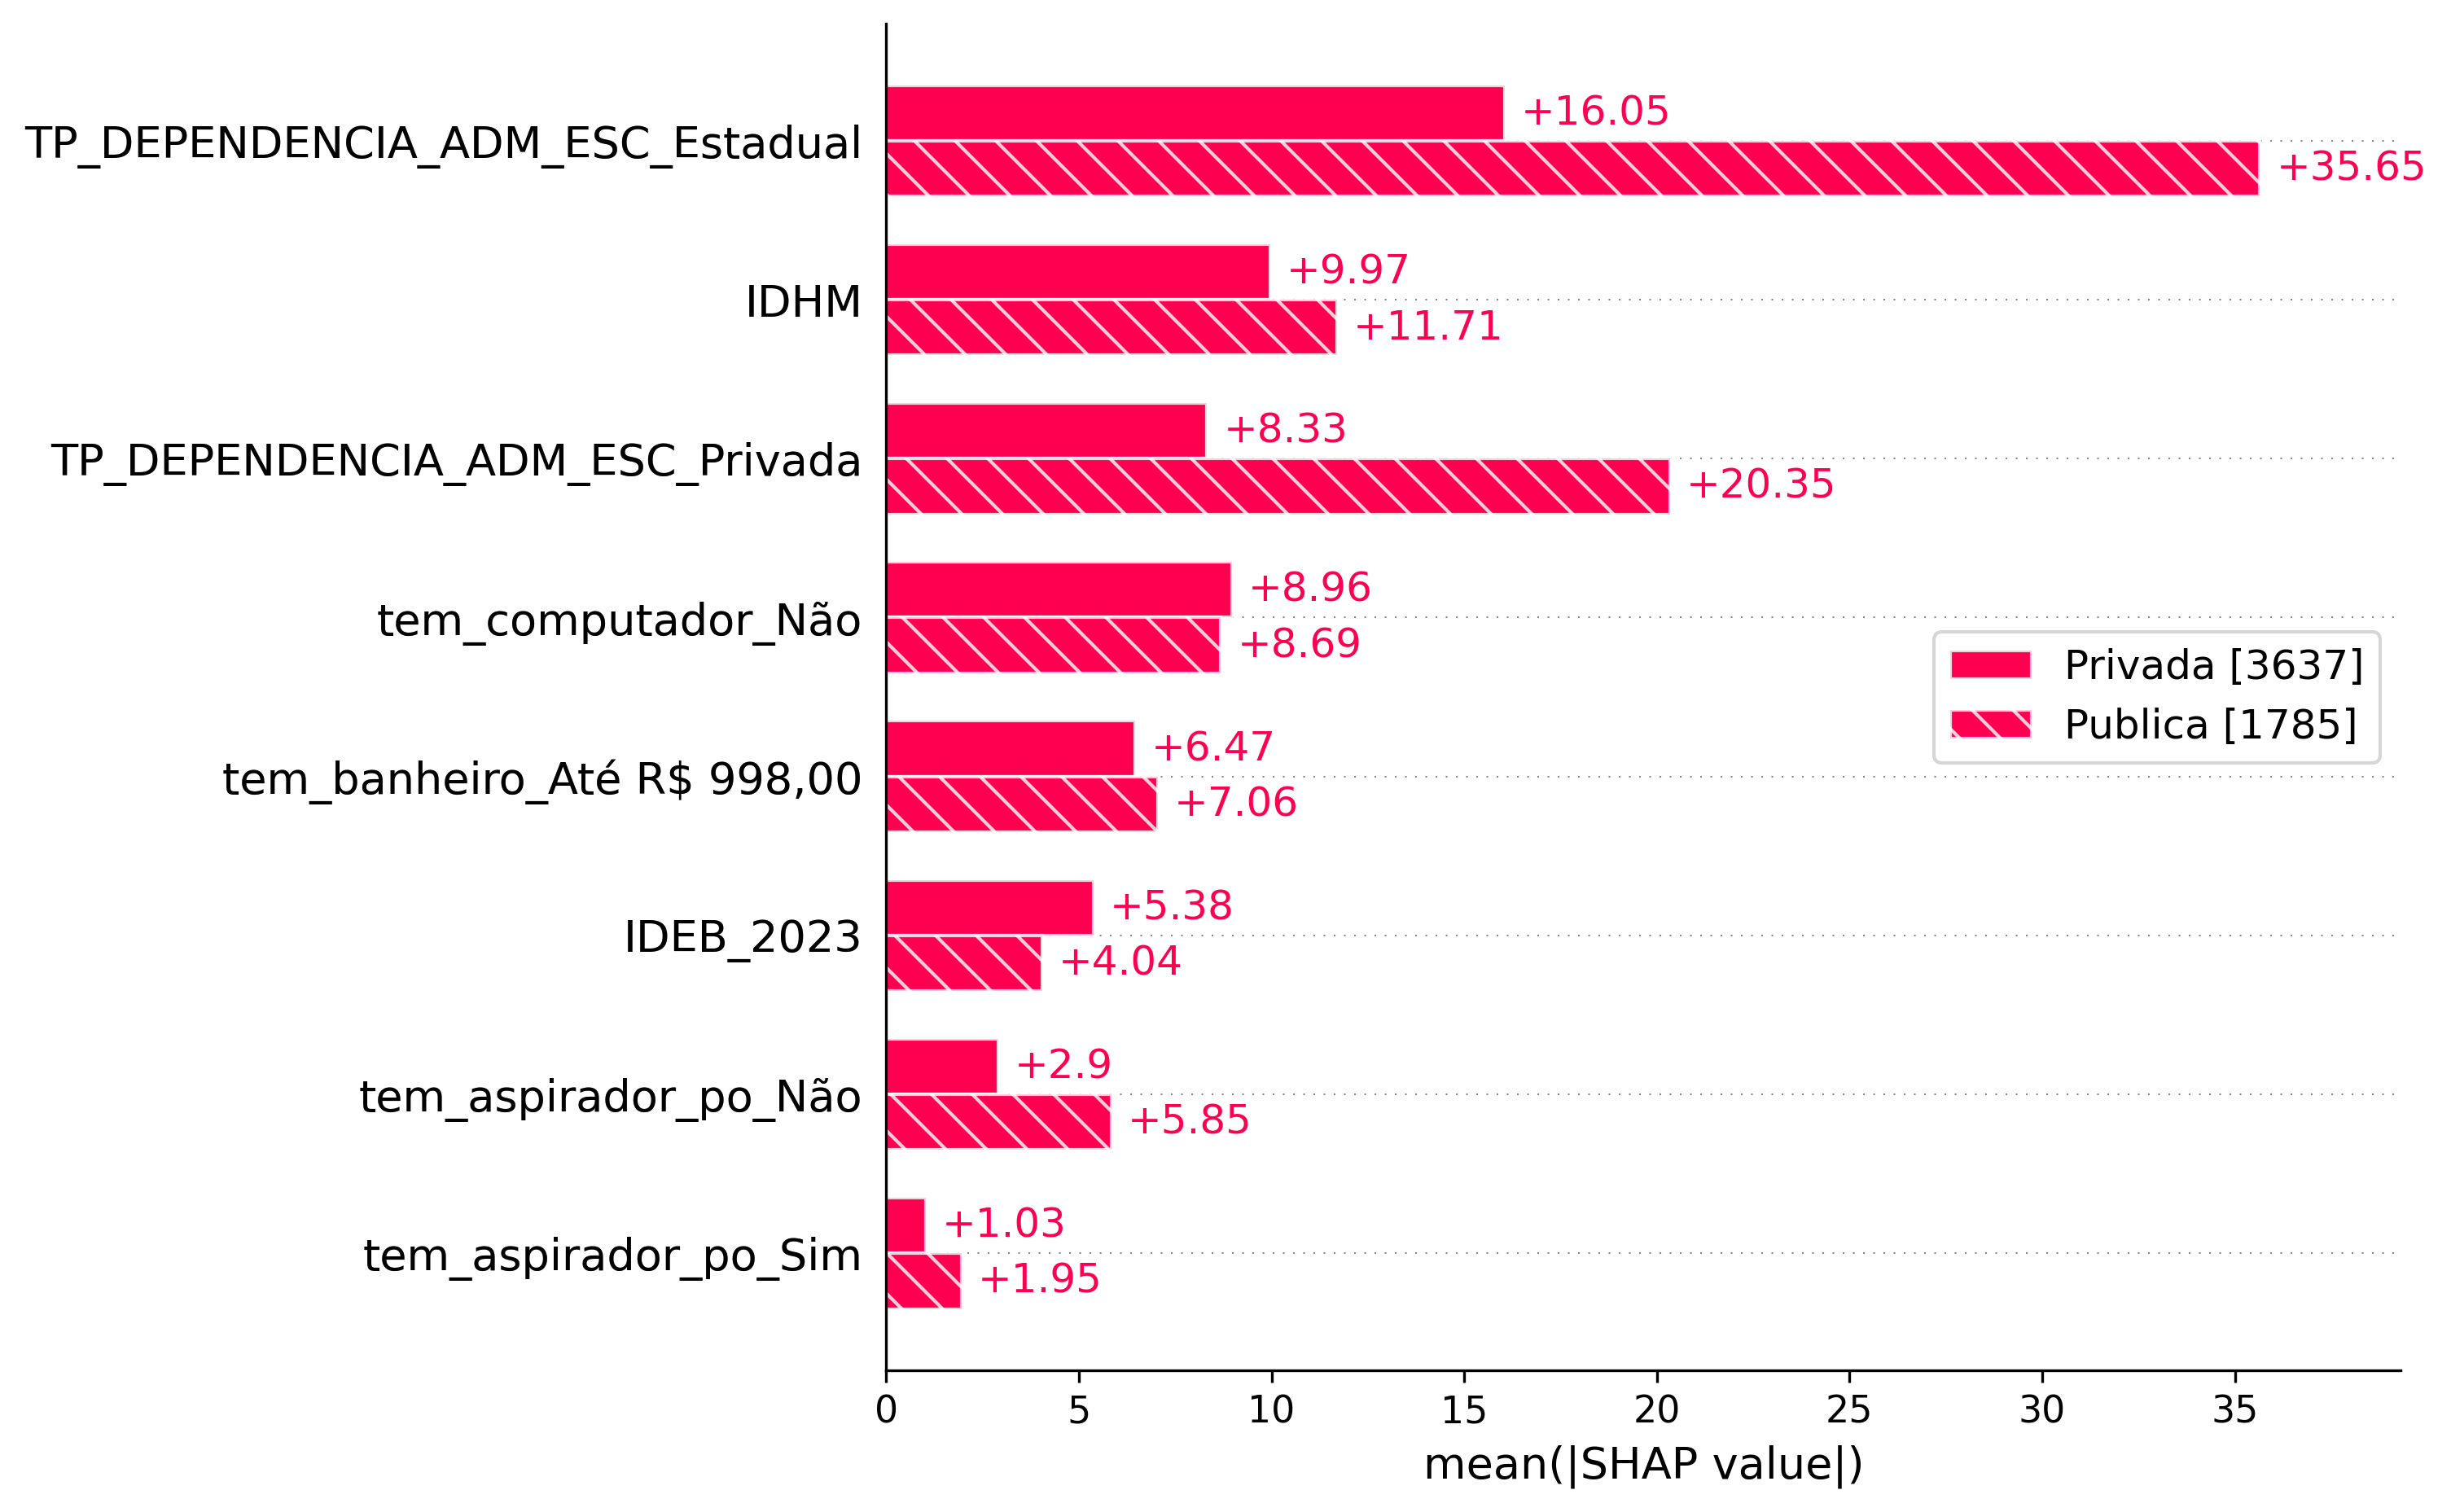 TP_DEPENDENCIA_ADM_ESC_Estadual
+16.05
+35.65
IDHM
+9.97
+11.71
TP_DEPENDENCIA_ADM_ESC_Privada
+8.33
+20.35
tem_computador_Não
+8.96
+8.69
Privada [3637]
Publica [1785]
tem_banheiro_Até R$ 998,00
+6.47
+7.06
IDEB_2023
+5.38
+4.04
tem_aspirador_po_Não
+2.9
+5.85
tem_aspirador_po_Sim
+1.03
+1.95
0 5 10 15 20 25 30 35
mean(|SHAP value|)